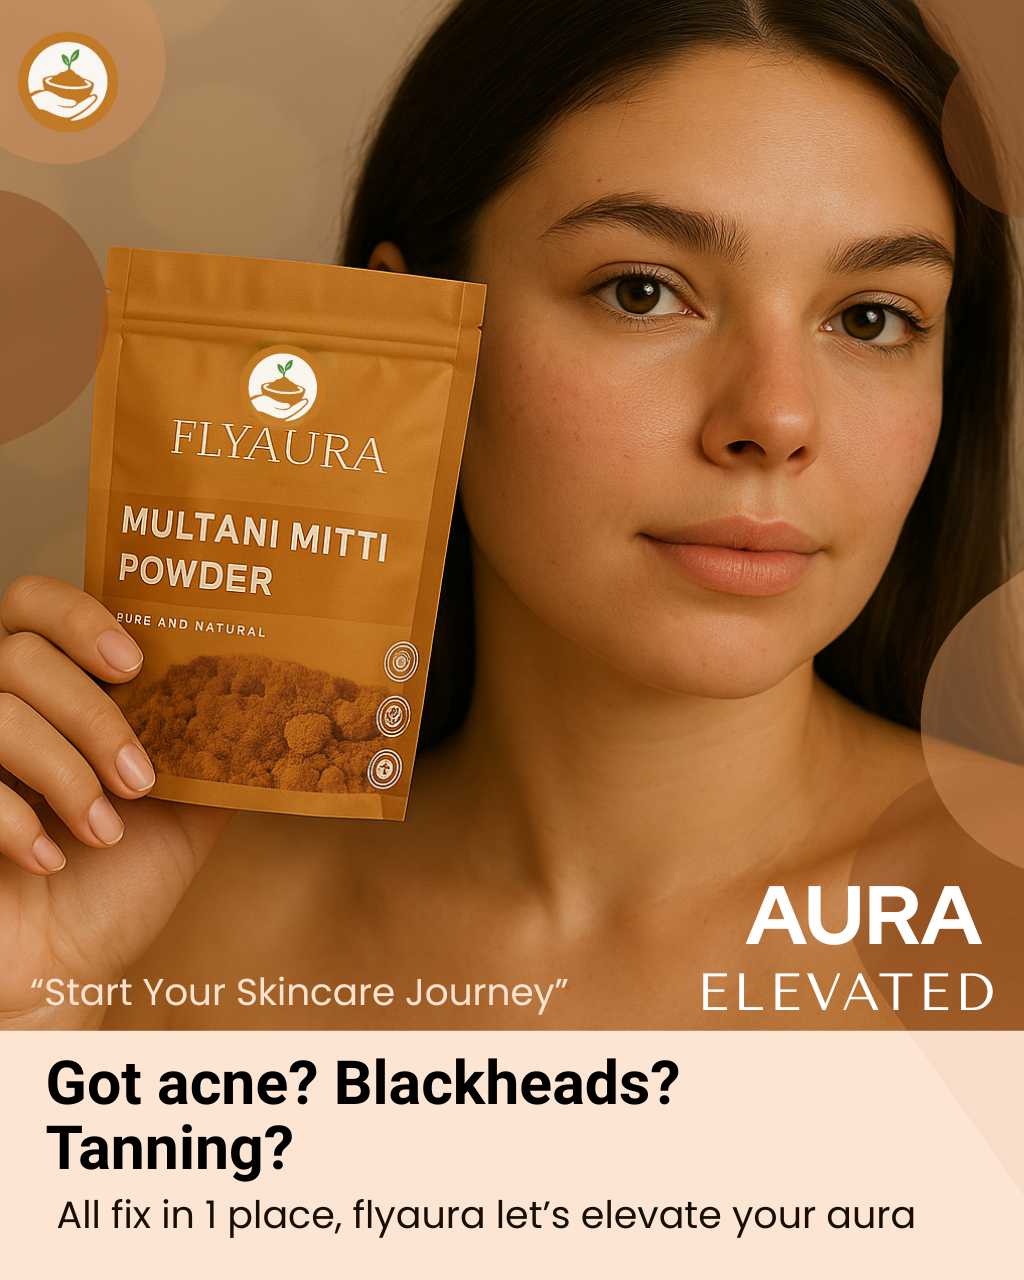 FLYAURA
MULTANI MITTI
POWDER
PURE AND NATURAL
AURA
ELEVATED
“Start Your Skincare Journey”
Got acne? Blackheads?
Tanning?
All fix in 1 place, flyaura let’s elevate your aura